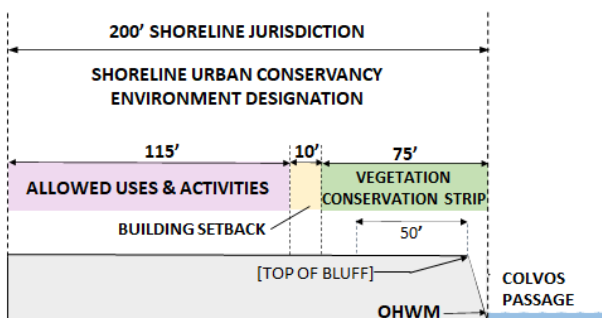 200’ SHORELINE JURISDICTION
SHORELINE URBAN CONSERVANCY
ENVIRONMENT DESIGNATION
115’
10’
75’
ALLOWED USES & ACTIVITIES
VEGETATION
CONSERVATION STRIP
BUILDING SETBACK
50’
[TOP OF BLUFF]
COLVOS
PASSAGE
OHWM